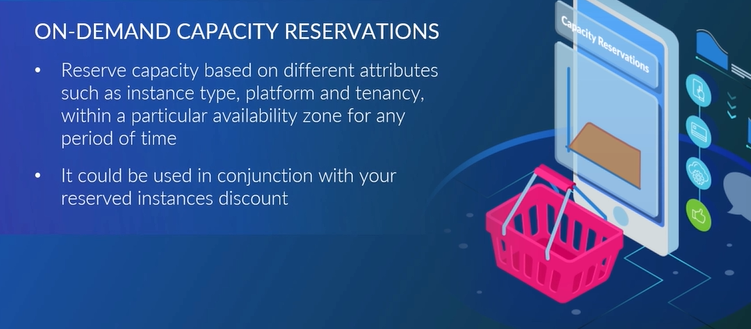 ON-DEMAND CAPACITY RESERVATIONS
• Reserve capacity based on different attributes
such as instance type, platform and tenancy,
within a particular availability zone for any
period of time
• It could be used in conjunction with your
reserved instances discount
Capacity Reservations